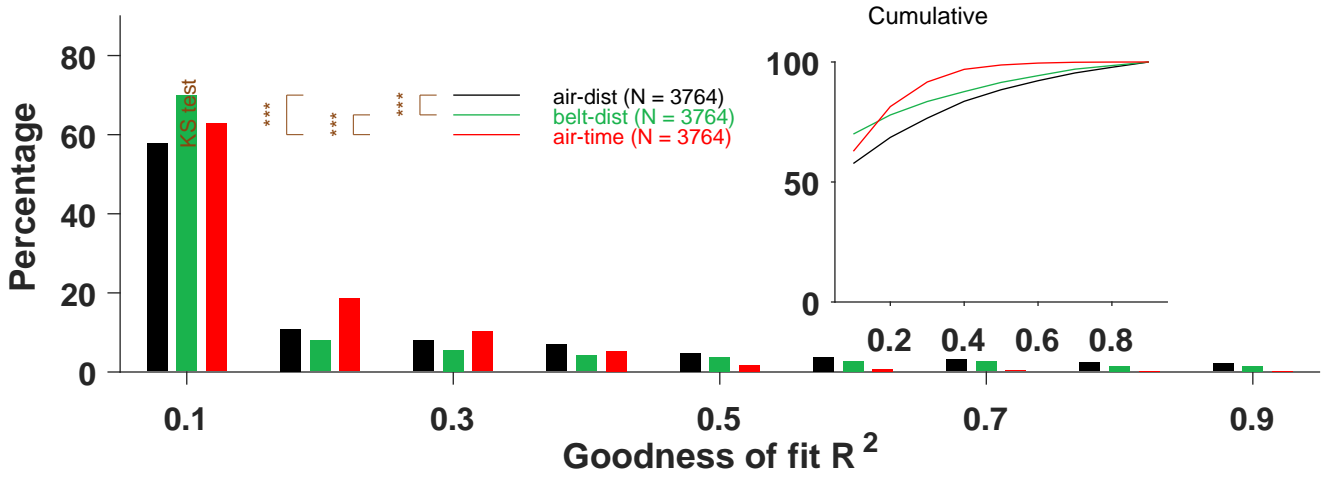 Cumulative
Percentage
80
60
40
20
0
KS test
***
***
***
air-dist (N = 3764)
belt-dist (N = 3764)
air-time (N = 3764)
100
50
0
0.2 0.4 0.6 0.8
0.1 0.3 0.5 0.7 0.9
Goodness of fit R²